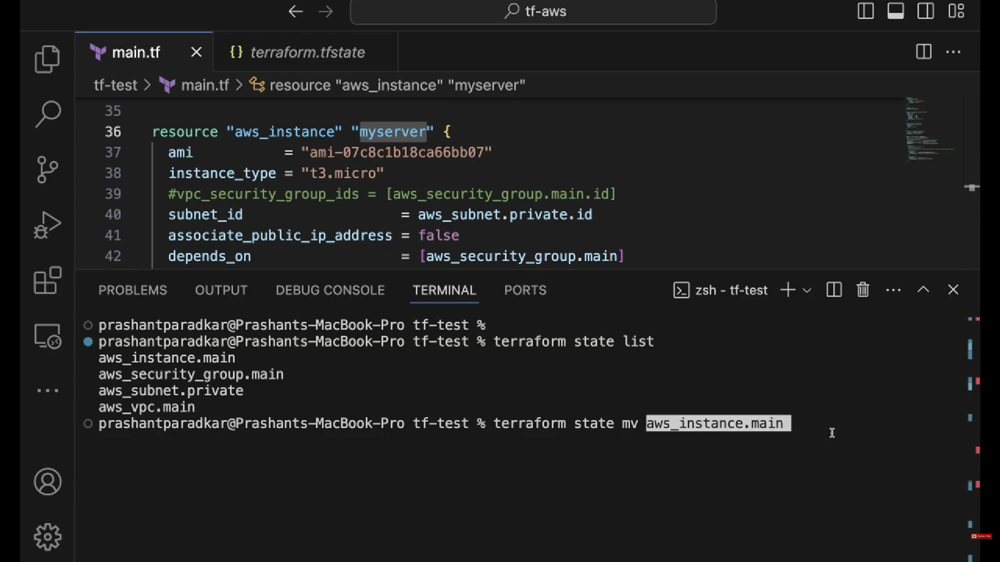 tf-aws
main.tf
{} terraform.tfstate
tf-test > main.tf > resource "aws_instance" "myserver"
35
36 resource "aws_instance" "myserver" {
37 ami = "ami-07c8c1b18ca66bb07"
38 instance_type = "t3.micro"
39 #vpc_security_group_ids = [aws_security_group.main.id]
40 subnet_id = aws_subnet.private.id
41 associate_public_ip_address = false
42 depends_on = [aws_security_group.main]
PROBLEMS OUTPUT DEBUG CONSOLE TERMINAL PORTS zsh - tf-test
prashantparadkar@Prashants-MacBook-Pro tf-test %
prashantparadkar@Prashants-MacBook-Pro tf-test % terraform state list
aws_instance.main
aws_security_group.main
aws_subnet.private
aws_vpc.main
prashantparadkar@Prashants-MacBook-Pro tf-test % terraform state mv aws_instance.main
Subscribe